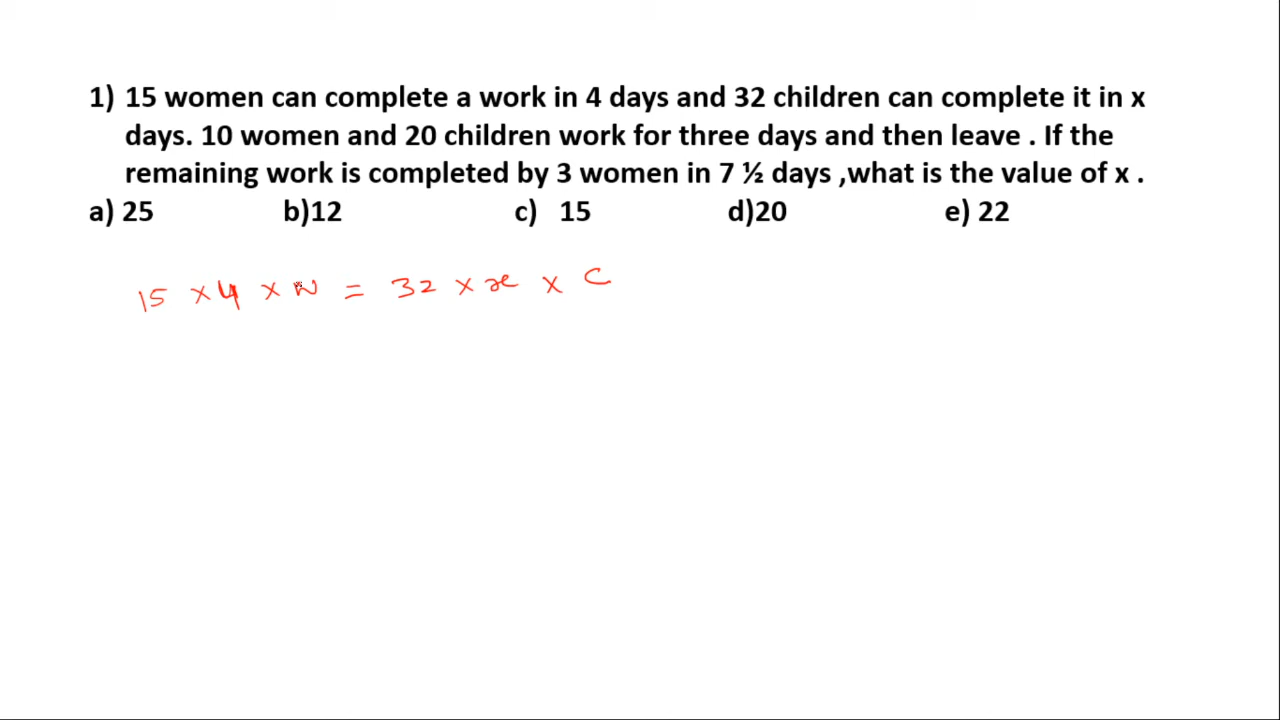 1) 15 women can complete a work in 4 days and 32 children can complete it in x
days. 10 women and 20 children work for three days and then leave . If the
remaining work is completed by 3 women in 7 ½ days ,what is the value of x .
a) 25 b)12 c) 15 d)20 e) 22
15 × 4 × W = 32 × x × C